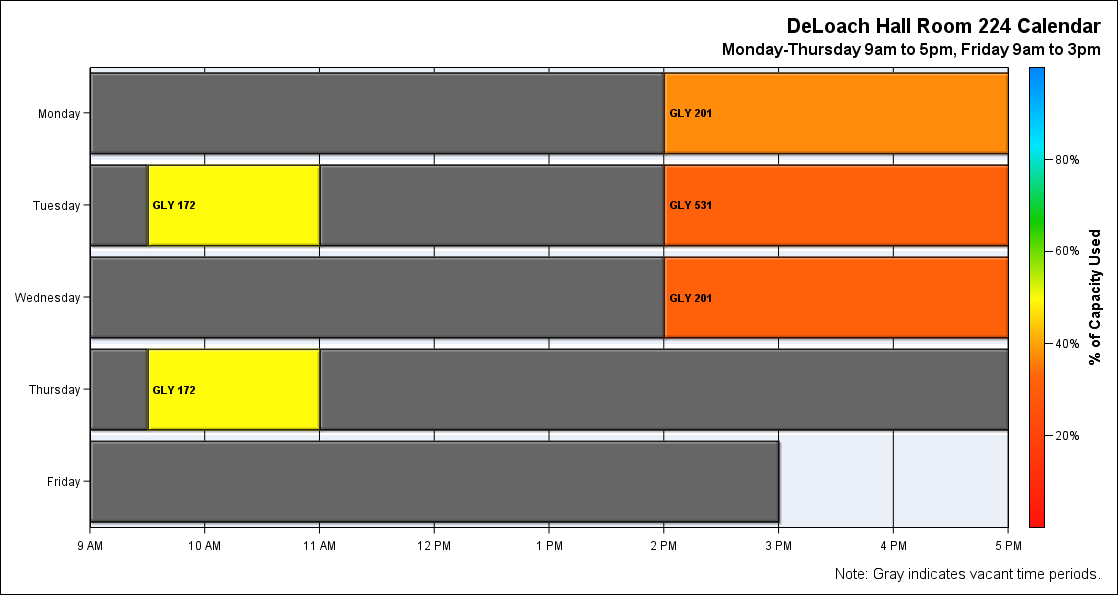 DeLoach Hall Room 224 Calendar
Monday-Thursday 9am to 5pm, Friday 9am to 3pm
Monday
GLY 201
80%
Tuesday
GLY 172
GLY 531
60%
% of Capacity Used
Wednesday
GLY 201
40%
Thursday
GLY 172
20%
Friday
9 AM 10 AM 11 AM 12 PM 1 PM 2 PM 3 PM 4 PM 5 PM
Note: Gray indicates vacant time periods.